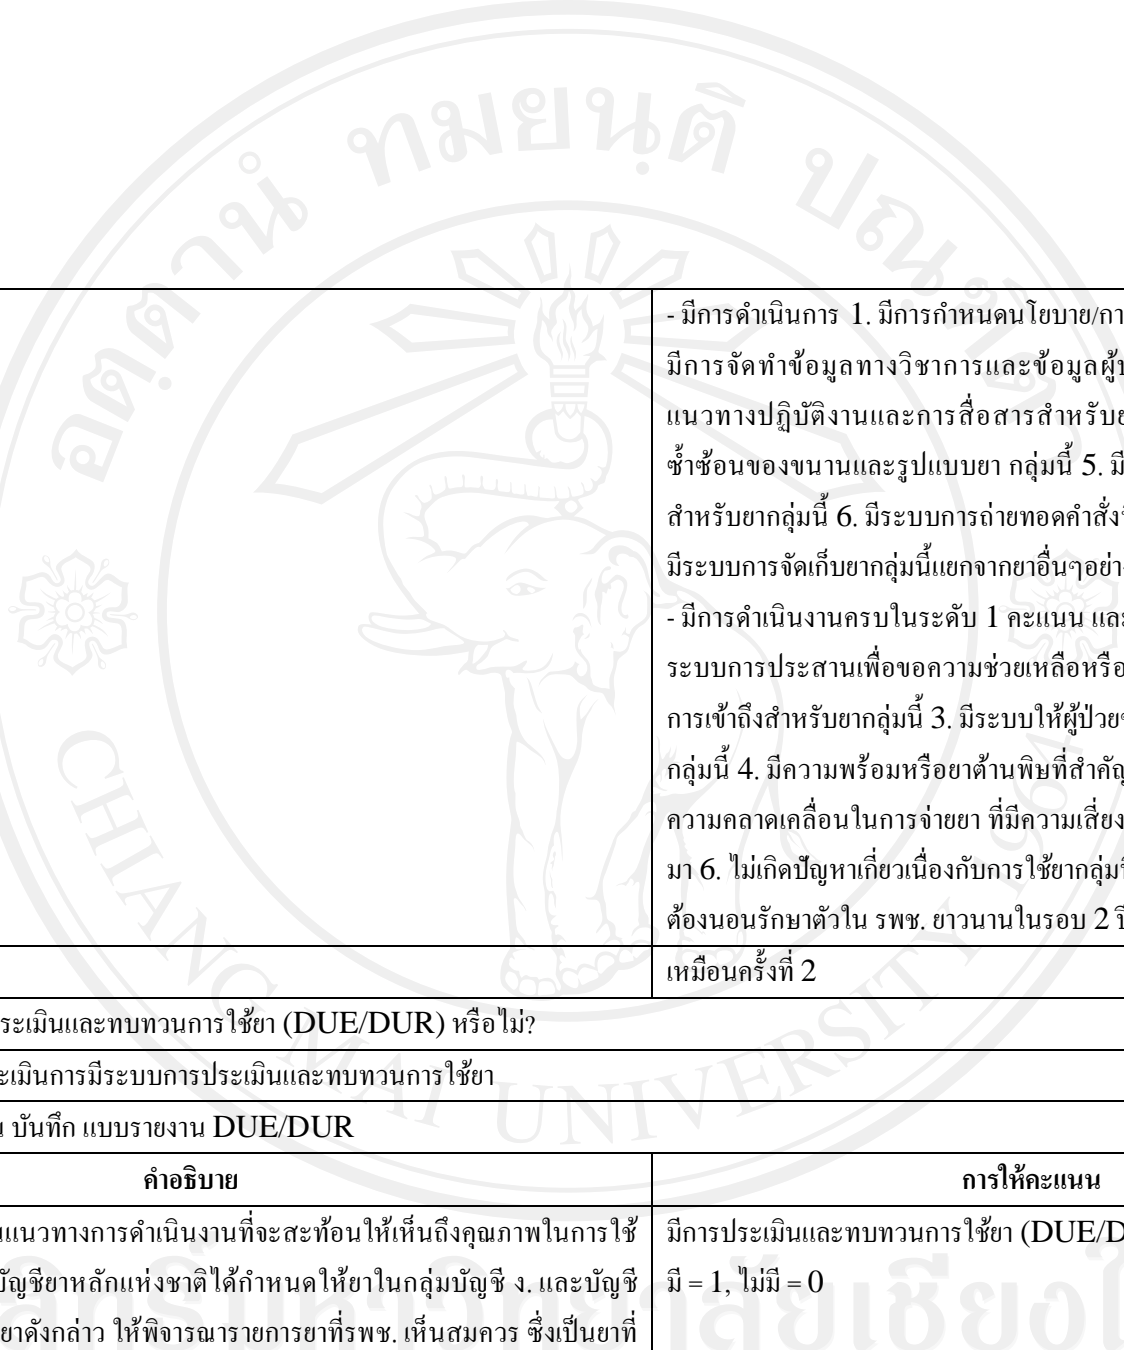 อตฺตานํ ทมยนฺติ ปณฺฑิตา
- มีการดำเนินการ 1. มีการกำหนดนโยบาย/กา
มีการจัดทำข้อมูลทางวิชาการและข้อมูลผู้
แนวทางปฏิบัติงานและการสื่อสารสำหรับ
ซ้ำซ้อนของขนานและรูปแบบยา กลุ่มนี้ 5. มี
สำหรับยากลุ่มนี้ 6. มีระบบการถ่ายทอดคำสั่ง
มีระบบการจัดเก็บยากลุ่มนี้แยกจากยาอื่นๆอย่า
- มีการดำเนินงานครบในระดับ 1 คะแนน และ
ระบบการประสานเพื่อขอความช่วยเหลือหรือ
การเข้าถึงสำหรับยากลุ่มนี้ 3. มีระบบให้ผู้ป่วย
กลุ่มนี้ 4. มีความพร้อมหรือยาต้านพิษที่สำคัญ
ความคลาดเคลื่อนในการจ่ายยา ที่มีความเสี่ยง
มา 6. ไม่เกิดปัญหาเกี่ยวเนื่องกับการใช้ยากลุ่มนี้
ต้องนอนรักษาตัวใน รพช. ยาวนานในรอบ 2 ปี
เหมือนครั้งที่ 2
ระเมินและทบทวนการใช้ยา (DUE/DUR) หรือไม่?
ะเมินการมีระบบการประเมินและทบทวนการใช้ยา
น บันทึก แบบรายงาน DUE/DUR
คำอธิบาย การให้คะแนน
นแนวทางการดำเนินงานที่จะสะท้อนให้เห็นถึงคุณภาพในการใช้ มีการประเมินและทบทวนการใช้ยา (DUE/D
บัญชียาหลักแห่งชาติได้กำหนดให้ยาในกลุ่มบัญชี ง. และบัญชี มี = 1, ไม่มี = 0
ยาดังกล่าว ให้พิจารณารายการยาที่รพช. เห็นสมควร ซึ่งเป็นยาที่
CHIANG MAI UNIVERSITY 1964